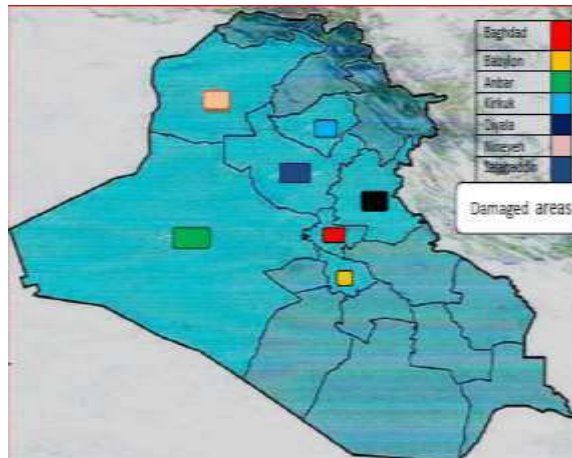 Baghdad
Babylon
Anbar
Kirkuk
Diyala
Nineveh
Damaged areas